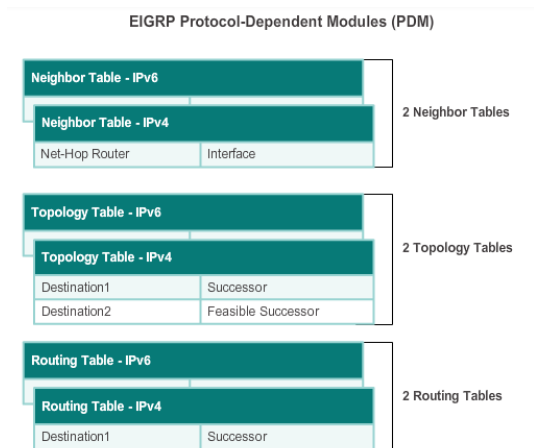 EIGRP Protocol-Dependent Modules (PDM)
Neighbor Table - IPv6
Neighbor Table - IPv4
Net-Hop Router Interface
2 Neighbor Tables
Topology Table - IPv6
Topology Table - IPv4
Destination1 Successor
Destination2 Feasible Successor
2 Topology Tables
Routing Table - IPv6
Routing Table - IPv4
Destination1 Successor
2 Routing Tables